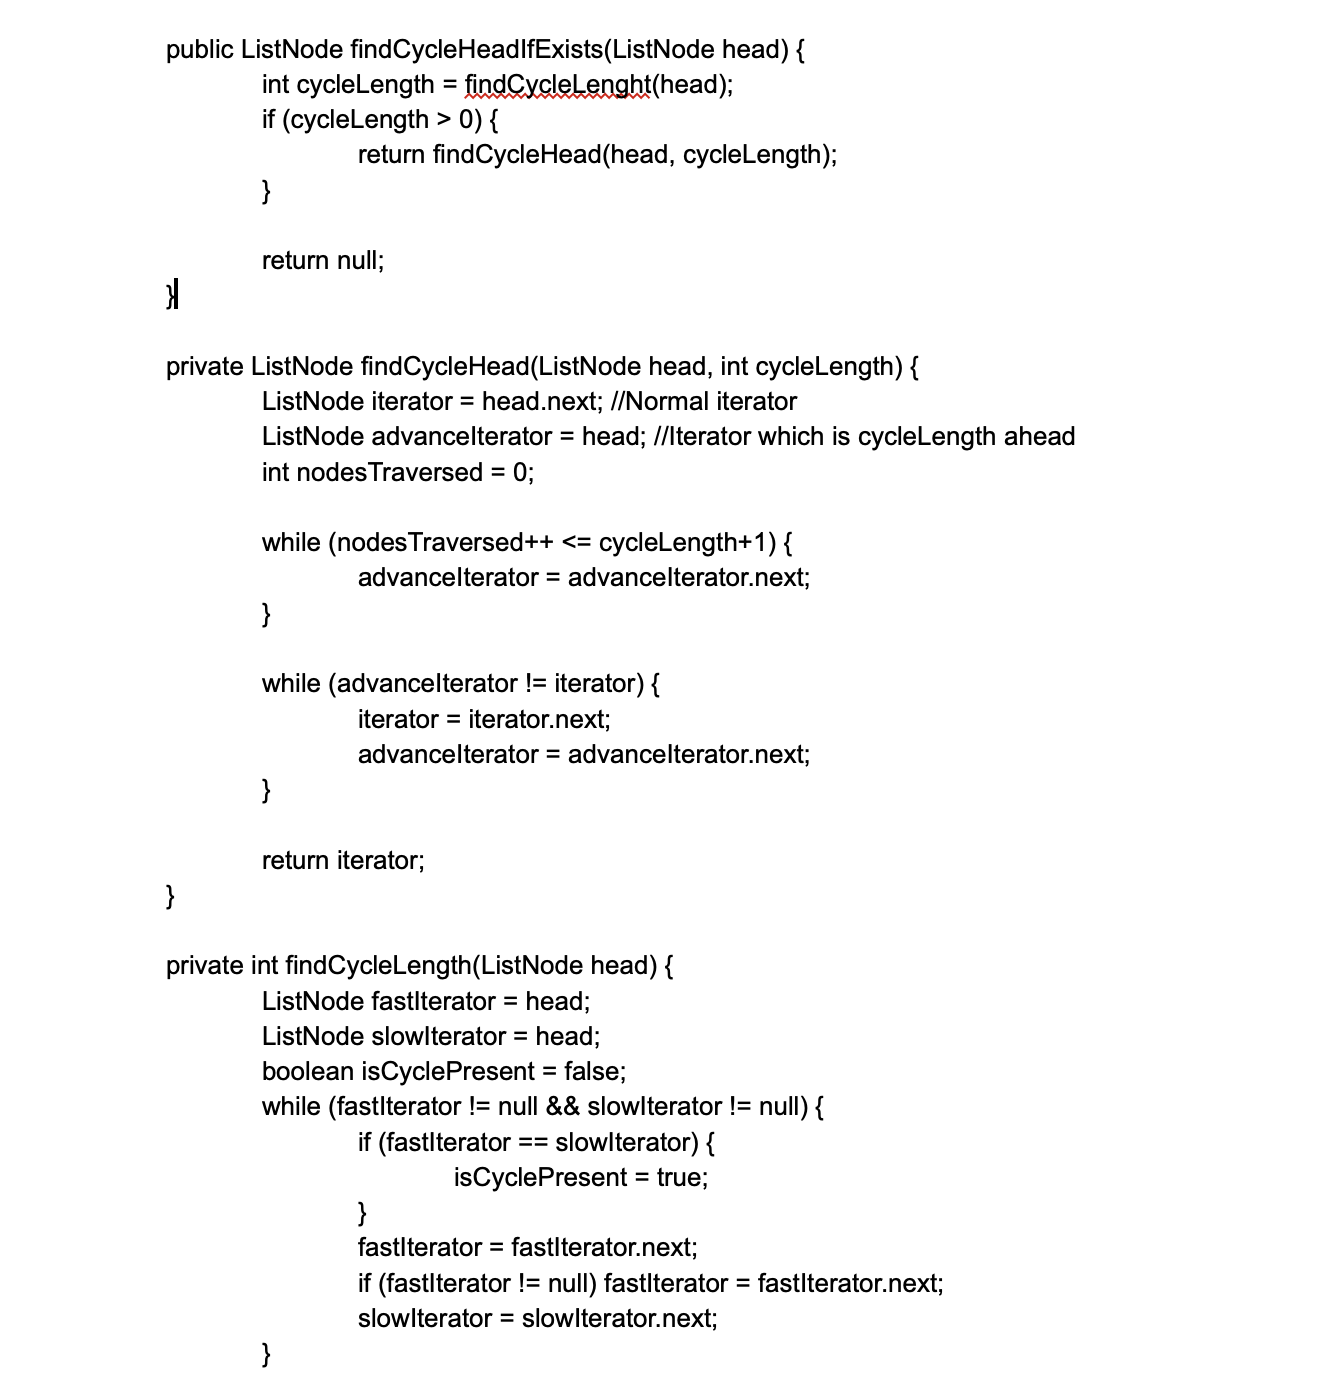 public ListNode findCycleHeadIfExists(ListNode head) {
int cycleLength = findCycleLenght(head);
if (cycleLength > 0) {
return findCycleHead(head, cycleLength);
}
return null;
}
private ListNode findCycleHead(ListNode head, int cycleLength) {
ListNode iterator = head.next; //Normal iterator
ListNode advanceIterator = head; //Iterator which is cycleLength ahead
int nodesTraversed = 0;
while (nodesTraversed++ <= cycleLength+1) {
advanceIterator = advanceIterator.next;
}
while (advanceIterator != iterator) {
iterator = iterator.next;
advanceIterator = advanceIterator.next;
}
return iterator;
}
private int findCycleLength(ListNode head) {
ListNode fastIterator = head;
ListNode slowIterator = head;
boolean isCyclePresent = false;
while (fastIterator != null && slowIterator != null) {
if (fastIterator == slowIterator) {
isCyclePresent = true;
}
fastIterator = fastIterator.next;
if (fastIterator != null) fastIterator = fastIterator.next;
slowIterator = slowIterator.next;
}